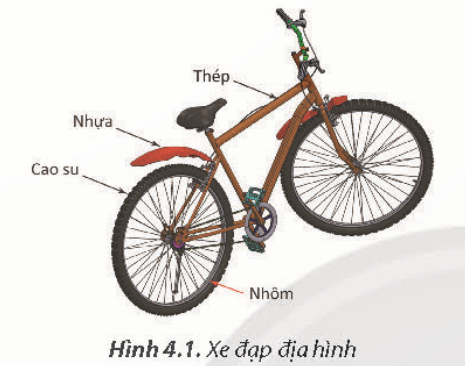 Thép
Nhựa
Cao su
Nhôm
Hình 4.1. Xe đạp địa hình